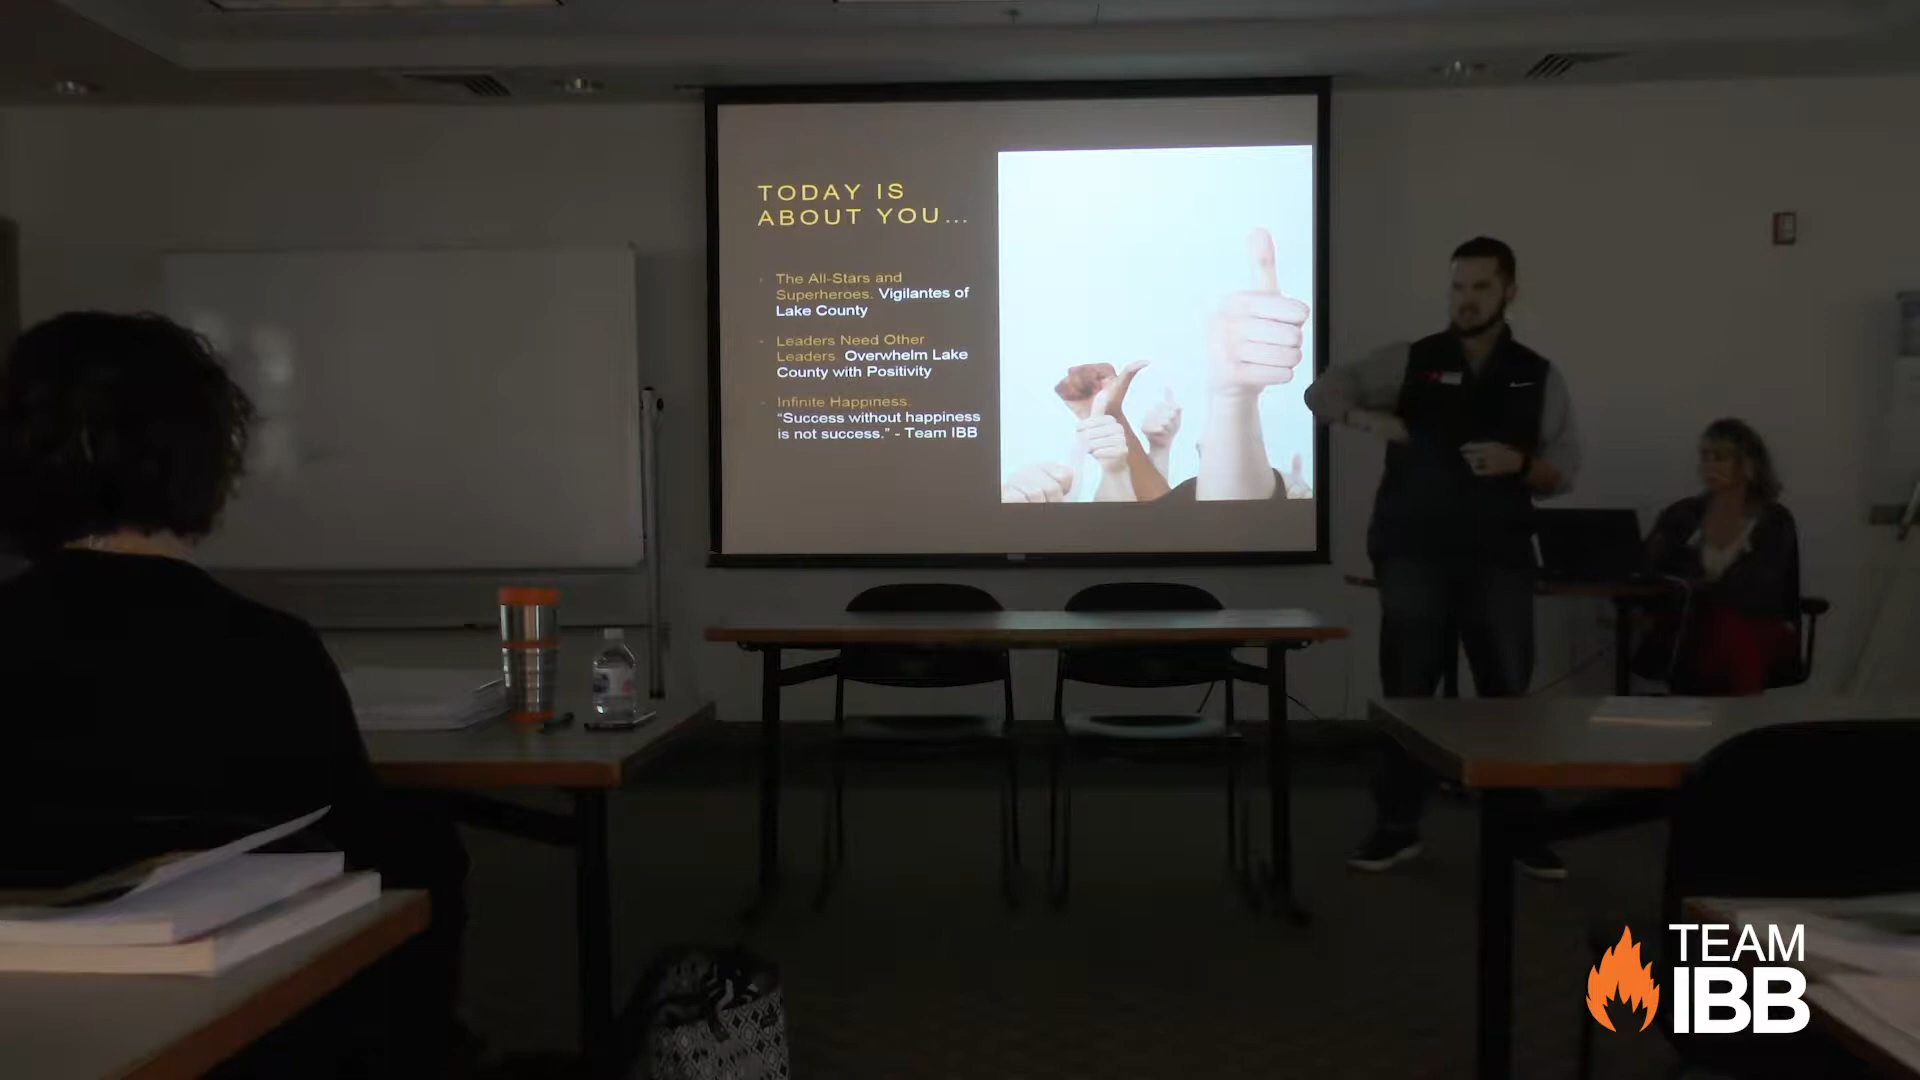 TODAY IS
ABOUT YOU...
The All-Stars and
Superheroes. Vigilantes of
Lake County
Leaders Need Other
Leaders. Overwhelm Lake
County with Positivity
Infinite Happiness.
“Success without happiness
is not success.” - Team IBB
TEAM
IBB